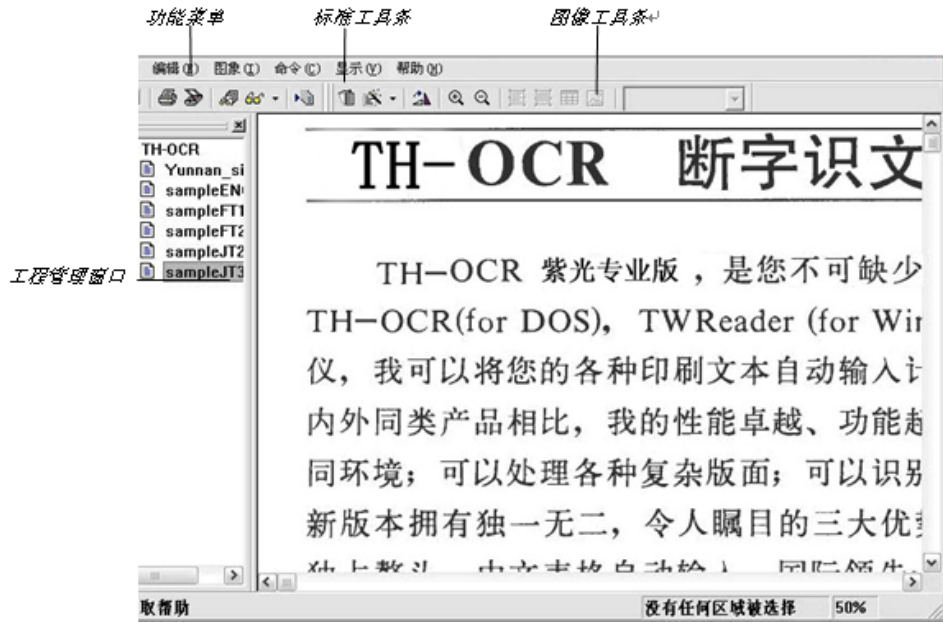 功能菜单 标准工具条 图像工具条
编辑(E) 图象(I) 命令(C) 显示(V) 帮助(H)
TH-OCR
Yunnan_si
sampleEN
sampleFT1
sampleFT2
sampleJT2
工程管理窗口 sampleJT3
TH-OCR 断字识文
TH-OCR 紫光专业版，是您不可缺少
TH-OCR(for DOS), TWReader (for Win
仪，我可以将您的各种印刷文本自动输入计
内外同类产品相比，我的性能卓越、功能超
同环境；可以处理各种复杂版面；可以识别
新版本拥有独一无二，令人瞩目的三大优势
取帮助 没有任何区域被选择 50%